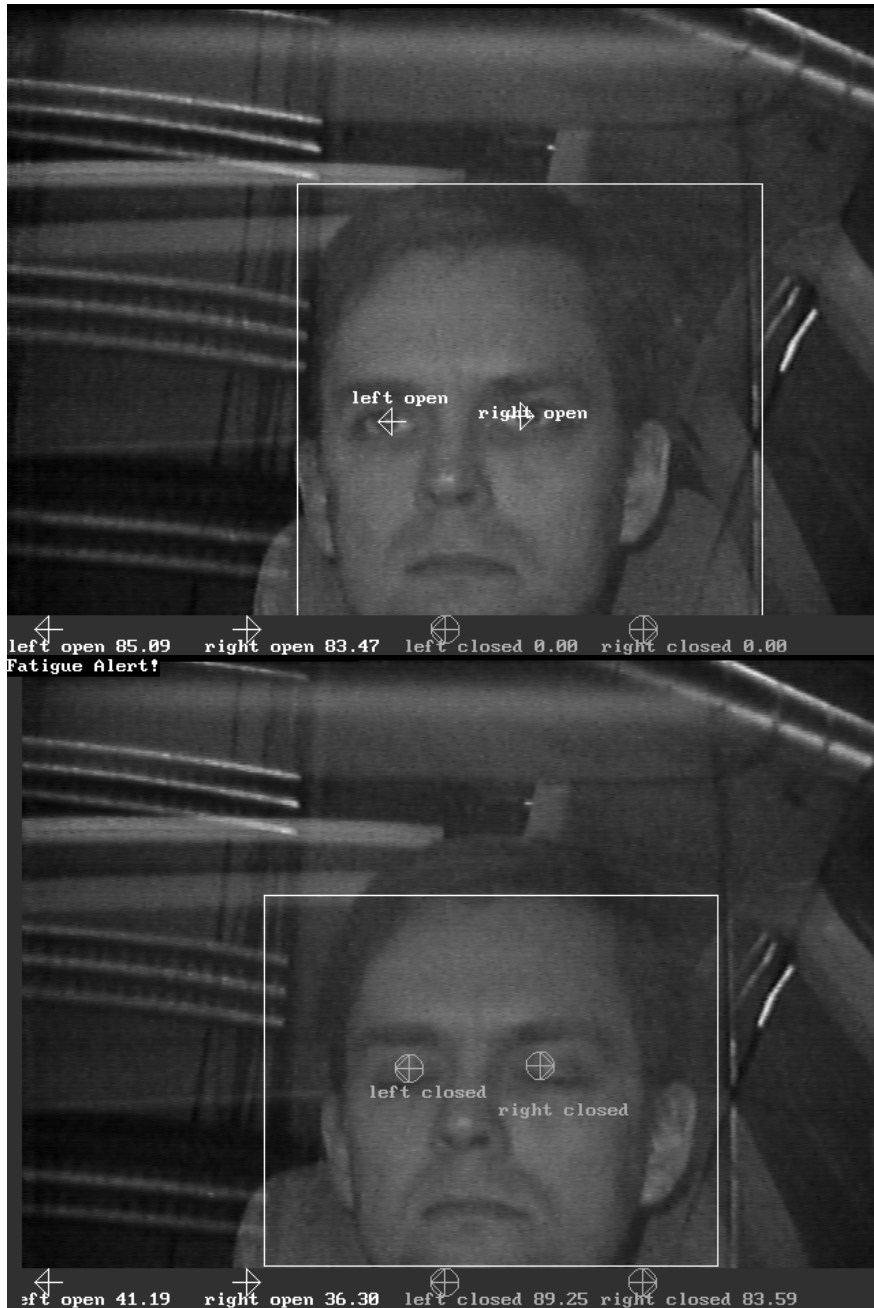 left open
right open
left open 85.09 right open 83.47 left closed 0.00 right closed 0.00
Fatigue Alert!
left closed
right closed
eft open 41.19 right open 36.30 left closed 89.25 right closed 83.59